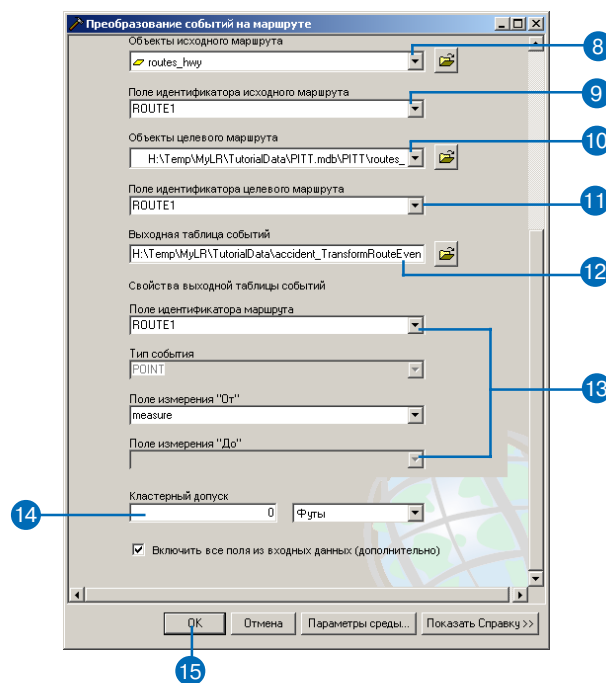 Преобразование событий на маршруте
Объекты исходного маршрута
routes_hwy
8
Поле идентификатора исходного маршрута
ROUTE1
9
Объекты целевого маршрута
H:\Temp\MyLR\TutorialData\PITT.mdb\PITT\routes_
10
Поле идентификатора целевого маршрута
ROUTE1
11
Выходная таблица событий
H:\Temp\MyLR\TutorialData\accident_TransformRouteEven
12
Свойства выходной таблицы событий
Поле идентификатора маршрута
ROUTE1
Тип события
POINT
13
Поле измерения "От"
measure
Поле измерения "До"
Кластерный допуск
14
0 Футы
Включить все поля из входных данных (дополнительно)
OK Отмена Параметры среды... Показать Справку >>
15